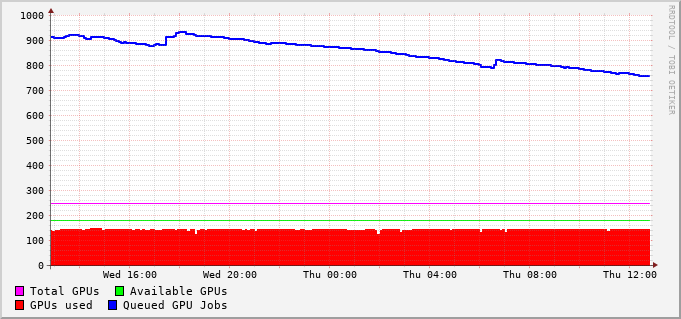 1000
900
800
700
600
500
400
300
200
100
0
Wed 16:00 Wed 20:00 Thu 00:00 Thu 04:00 Thu 08:00 Thu 12:00
Total GPUs Available GPUs
GPUs used Queued GPU Jobs
RRDTOOL / TOBI OETIKER